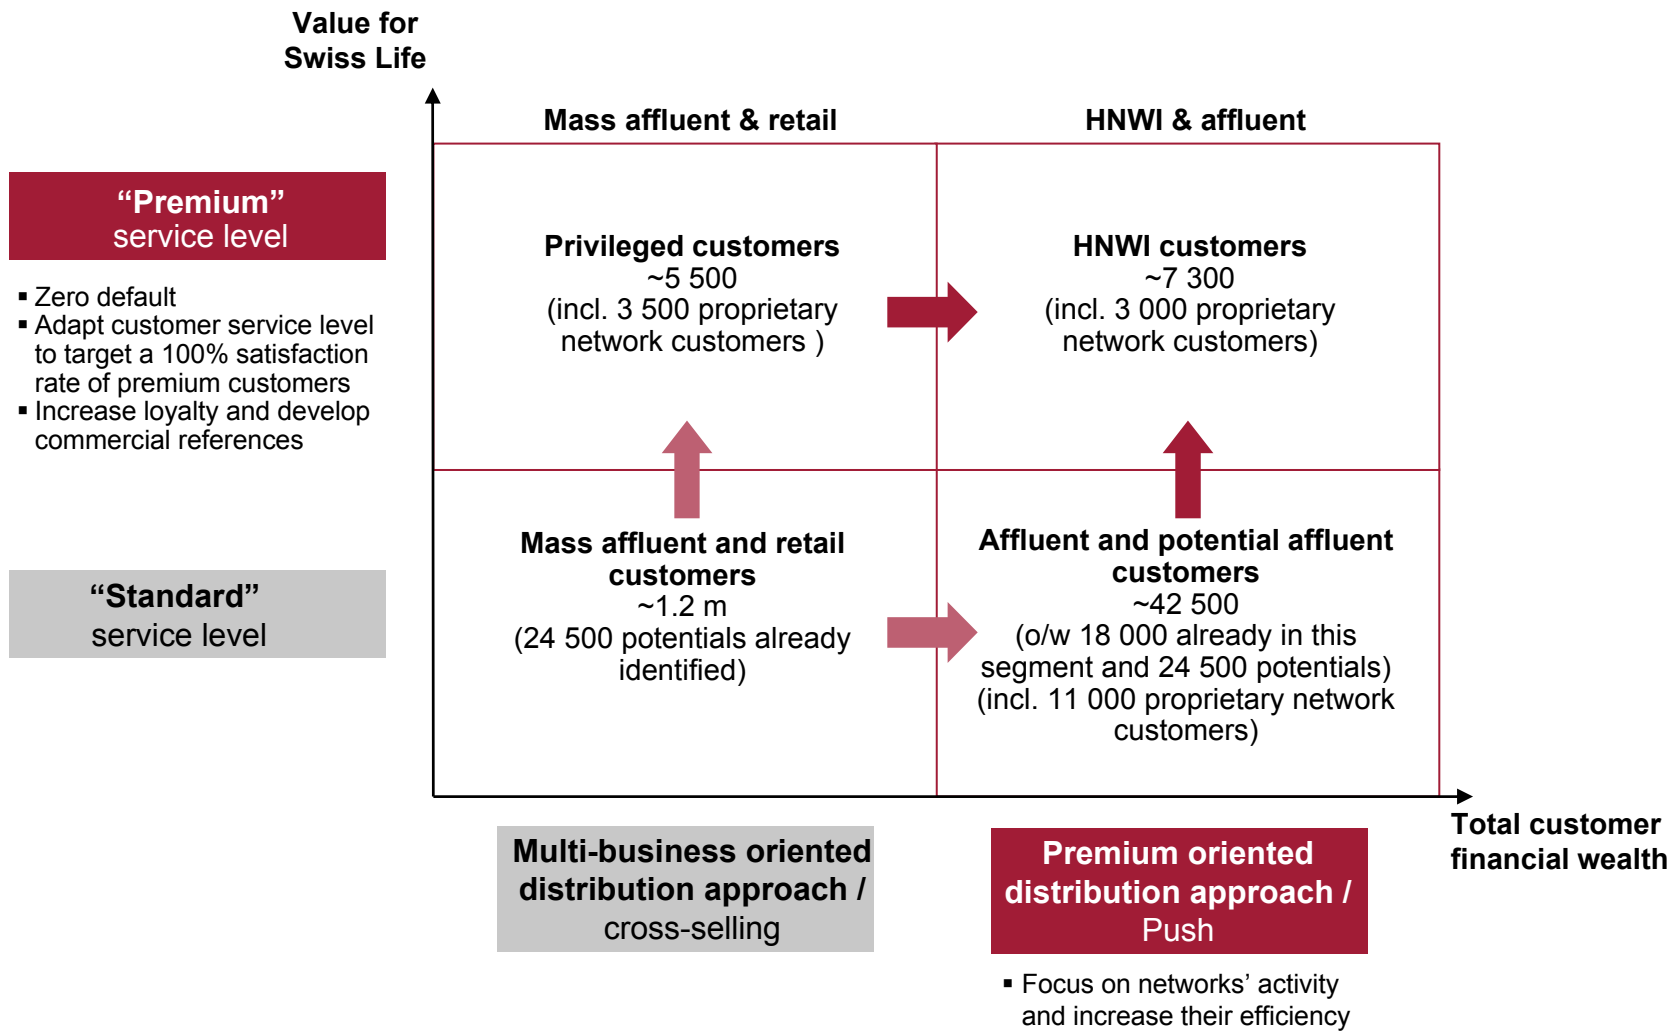 Value for
Swiss Life
Mass affluent & retail
HNWI & affluent
“Premium”
service level
▪ Zero default
▪ Adapt customer service level
to target a 100% satisfaction
rate of premium customers
▪ Increase loyalty and develop
commercial references
Privileged customers
~5 500
(incl. 3 500 proprietary
network customers )
HNWI customers
~7 300
(incl. 3 000 proprietary
network customers)
“Standard”
service level
Mass affluent and retail
customers
~1.2 m
(24 500 potentials already
identified)
Affluent and potential affluent
customers
~42 500
(o/w 18 000 already in this
segment and 24 500 potentials)
(incl. 11 000 proprietary network
customers)
Total customer
financial wealth
Multi-business oriented
distribution approach /
cross-selling
Premium oriented
distribution approach /
Push
▪ Focus on networks’ activity
and increase their efficiency